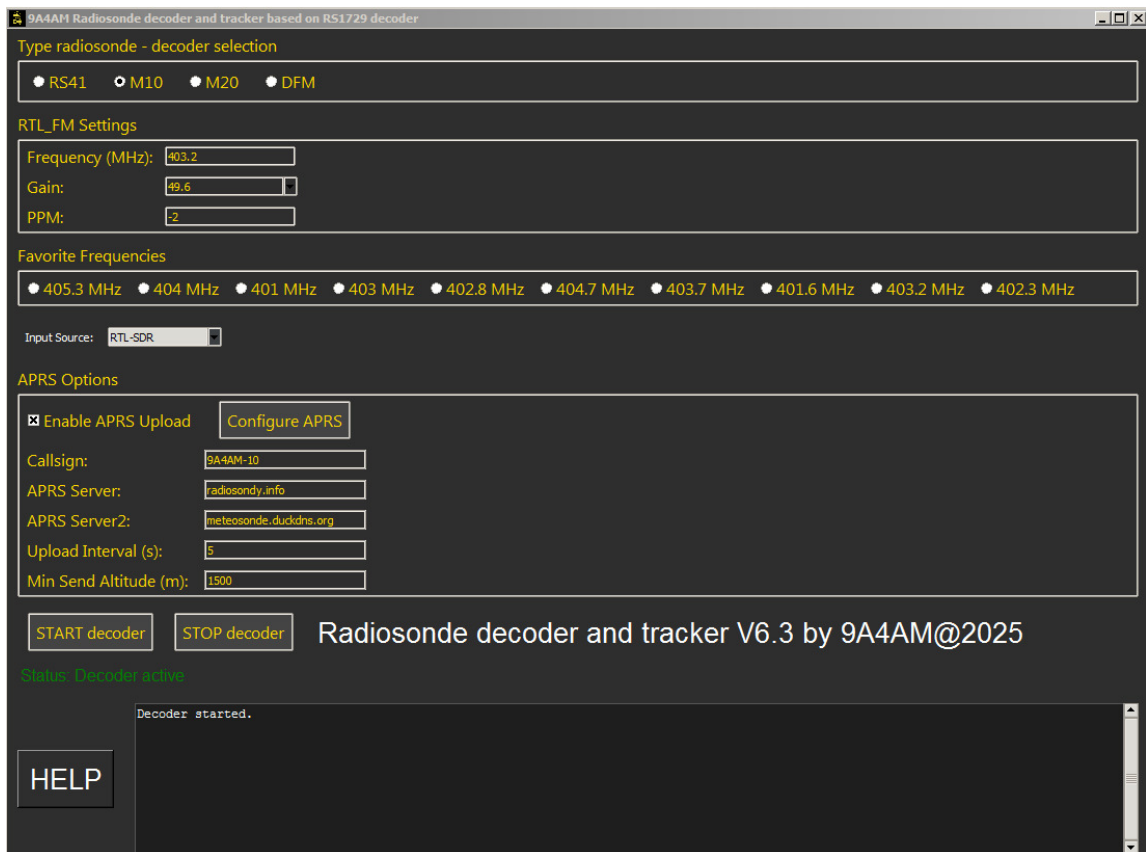 9A4AM Radiosonde decoder and tracker based on RS1729 decoder
Type radiosonde - decoder selection
RS41 M10 M20 DFM
RTL_FM Settings
Frequency (MHz): 403.2
Gain: 49.6
PPM: -2
Favorite Frequencies
405.3 MHz 404 MHz 401 MHz 403 MHz 402.8 MHz 404.7 MHz 403.7 MHz 401.6 MHz 403.2 MHz 402.3 MHz
Input Source: RTL-SDR
APRS Options
Enable APRS Upload Configure APRS
Callsign: 9A4AM-10
APRS Server: radiosondy.info
APRS Server2: meteosonde.duckdns.org
Upload Interval (s): 5
Min Send Altitude (m): 1500
START decoder STOP decoder Radiosonde decoder and tracker V6.3 by 9A4AM@2025
Status: Decoder active
Decoder started.
HELP